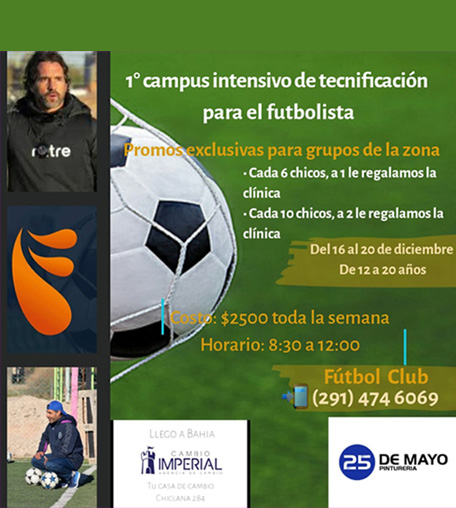 1° campus intensivo de tecnificación
para el futbolista
Promos exclusivas para grupos de la zona
· Cada 6 chicos, a 1 le regalamos la
clínica
· Cada 10 chicos, a 2 le regalamos la
clínica
Del 16 al 20 de diciembre
De 12 a 20 años
Costo: $2500 toda la semana
Horario: 8:30 a 12:00
Fútbol Club
(291) 474 6069
Llego a Bahia
CAMBIO
IMPERIAL
AGENCIA DE CAMBIO
Tu casa de cambio
Chiclana 284
25 DE MAYO
PINTURERIA